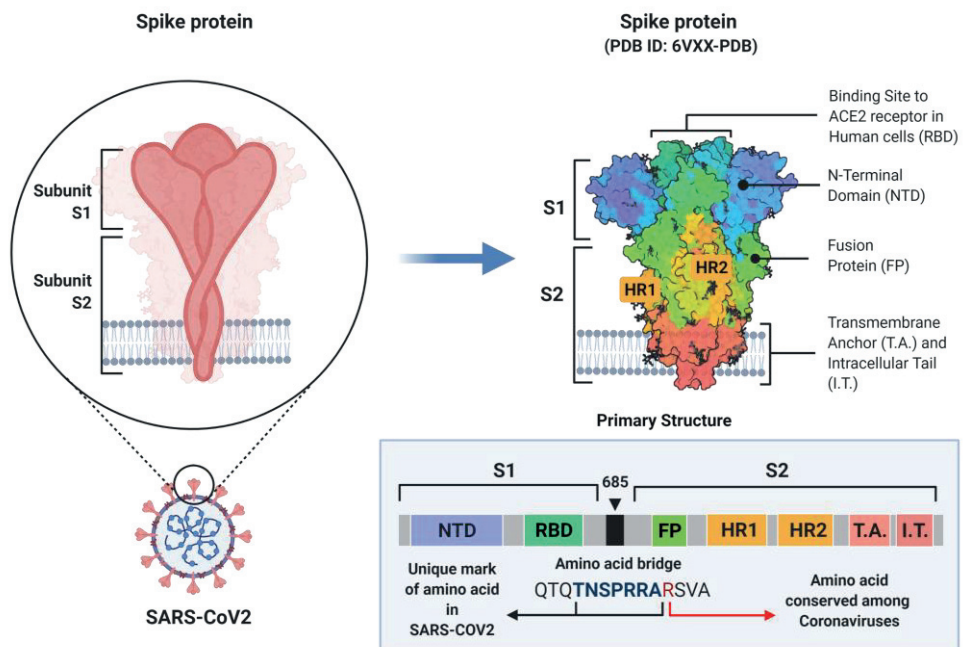 Spike protein
Subunit
S1
Subunit
S2
SARS-CoV2
Spike protein
(PDB ID: 6VXX-PDB)
S1
S2
HR1
HR2
Binding Site to
ACE2 receptor in
Human cells (RBD)
N-Terminal
Domain (NTD)
Fusion
Protein (FP)
Transmembrane
Anchor (T.A.) and
Intracellular Tail
(I.T.)
Primary Structure
S1
685
S2
NTD
RBD
FP
HR1
HR2
T.A.
I.T.
Unique mark
of amino acid
in
SARS-COV2
Amino acid bridge
QTQTNSPRRARSVA
Amino acid
conserved among
Coronaviruses